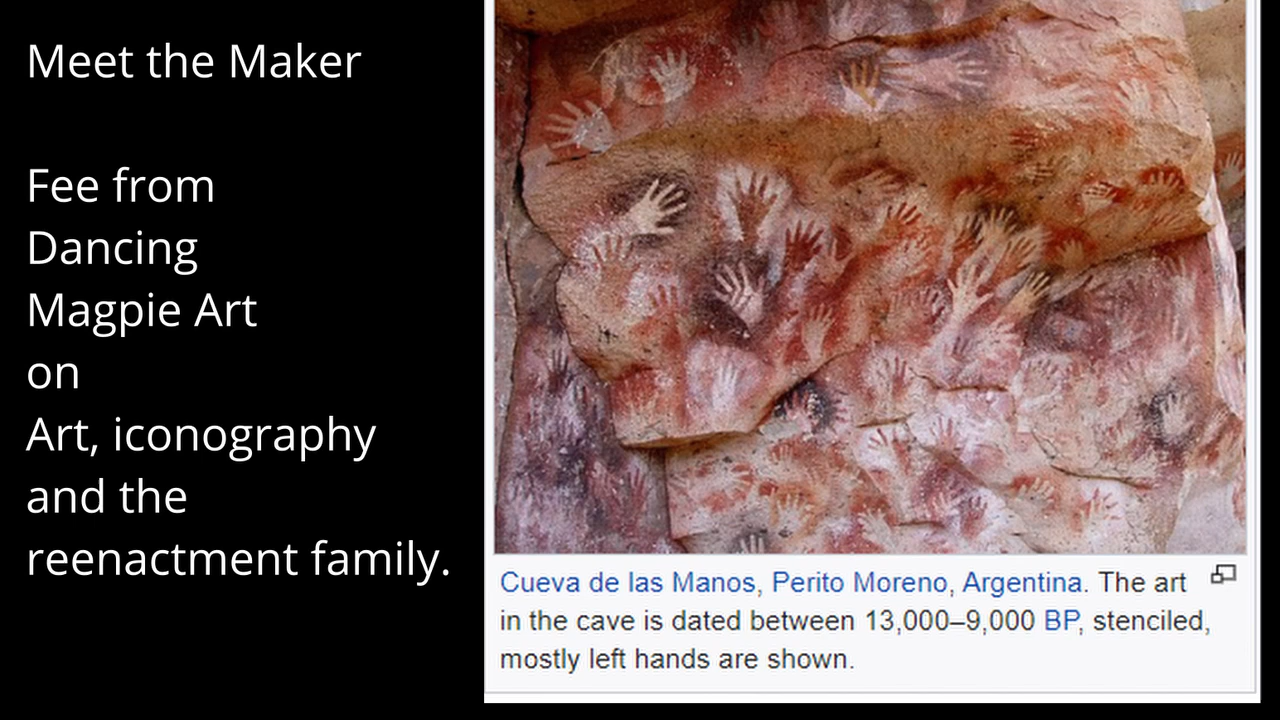 Meet the Maker
Fee from
Dancing
Magpie Art
on
Art, iconography
and the
reenactment family.
Cueva de las Manos, Perito Moreno, Argentina. The art
in the cave is dated between 13,000–9,000 BP, stenciled,
mostly left hands are shown.